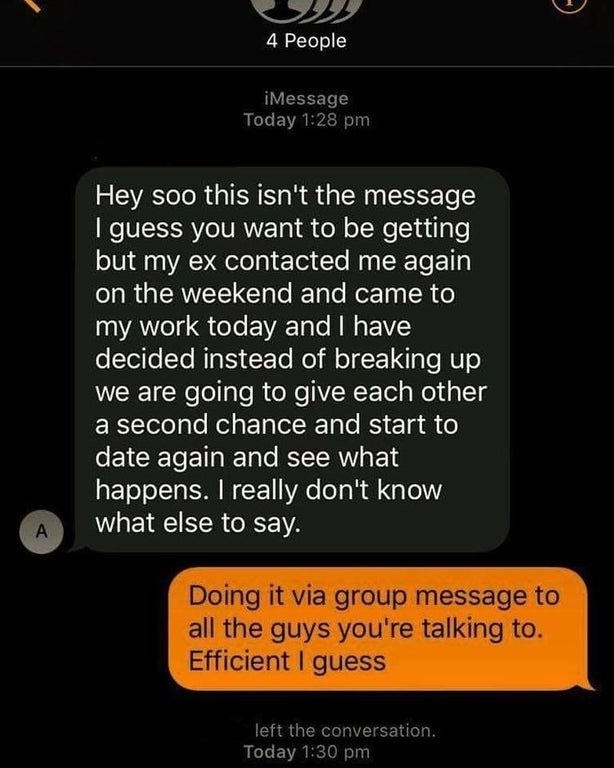 4 People
iMessage
Today 1:28 pm
Hey soo this isn't the message
I guess you want to be getting
but my ex contacted me again
on the weekend and came to
my work today and I have
decided instead of breaking up
we are going to give each other
a second chance and start to
date again and see what
happens. I really don't know
what else to say.
A
Doing it via group message to
all the guys you're talking to.
Efficient I guess
left the conversation.
Today 1:30 pm